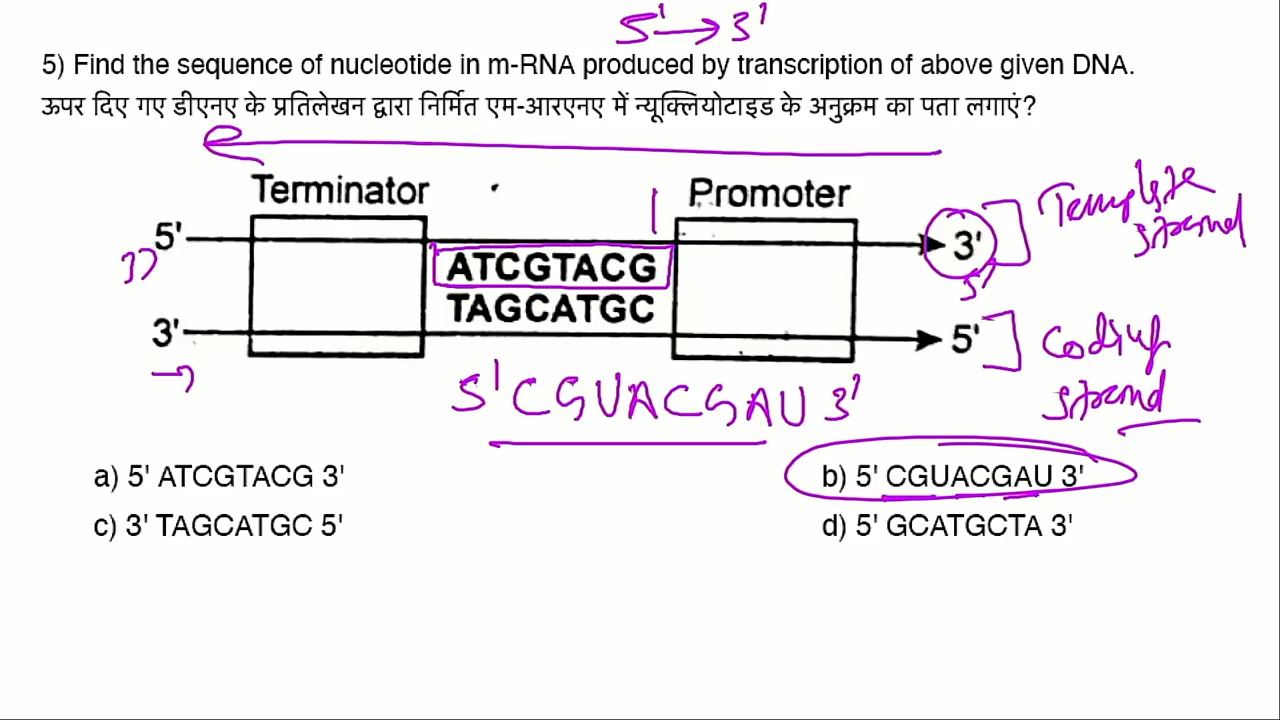 5' → 3'
5) Find the sequence of nucleotide in m-RNA produced by transcription of above given DNA.
ऊपर दिए गए डीएनए के प्रतिलेखन द्वारा निर्मित एम-आरएनए में न्यूक्लियोटाइड के अनुक्रम का पता लगाएं?
Terminator Promoter
Template
strand
5' 3'
ATCGTACG
5'
TAGCATGC
3' 5'
Coding
strand
5' CGUACGAU 3'
a) 5' ATCGTACG 3' b) 5' CGUACGAU 3'
c) 3' TAGCATGC 5' d) 5' GCATGCTA 3'